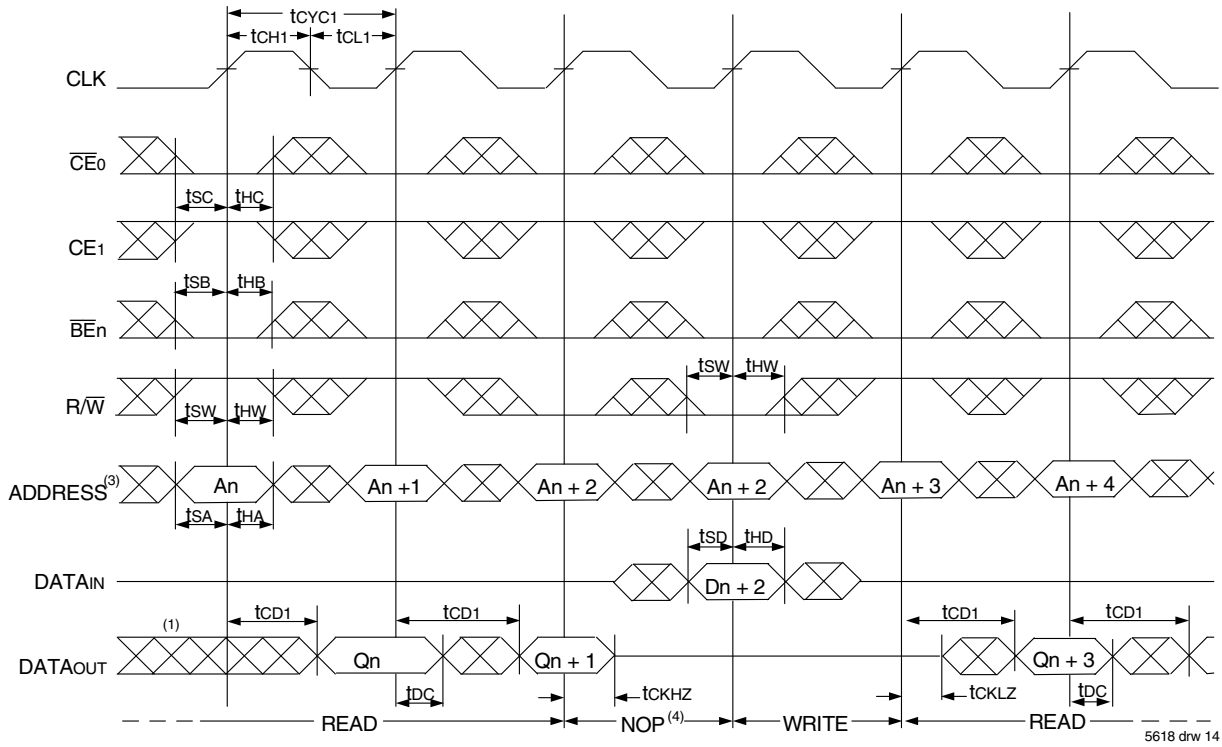 tCYC1
tCH1 tCL1
CLK
CE0
tSC tHC
CE1
tSB tHB
BEn
tSW tHW
R/W
tSW tHW
ADDRESS(3) An An +1 An + 2 An + 2 An + 3 An + 4
tSA tHA
tSD tHD
DATAIN Dn + 2
(1) tCD1 tCD1 tCD1 tCD1
DATAOUT Qn Qn + 1 Qn + 3
tDC tCKHZ tCKLZ tDC
READ NOP(4) WRITE READ
5618 drw 14